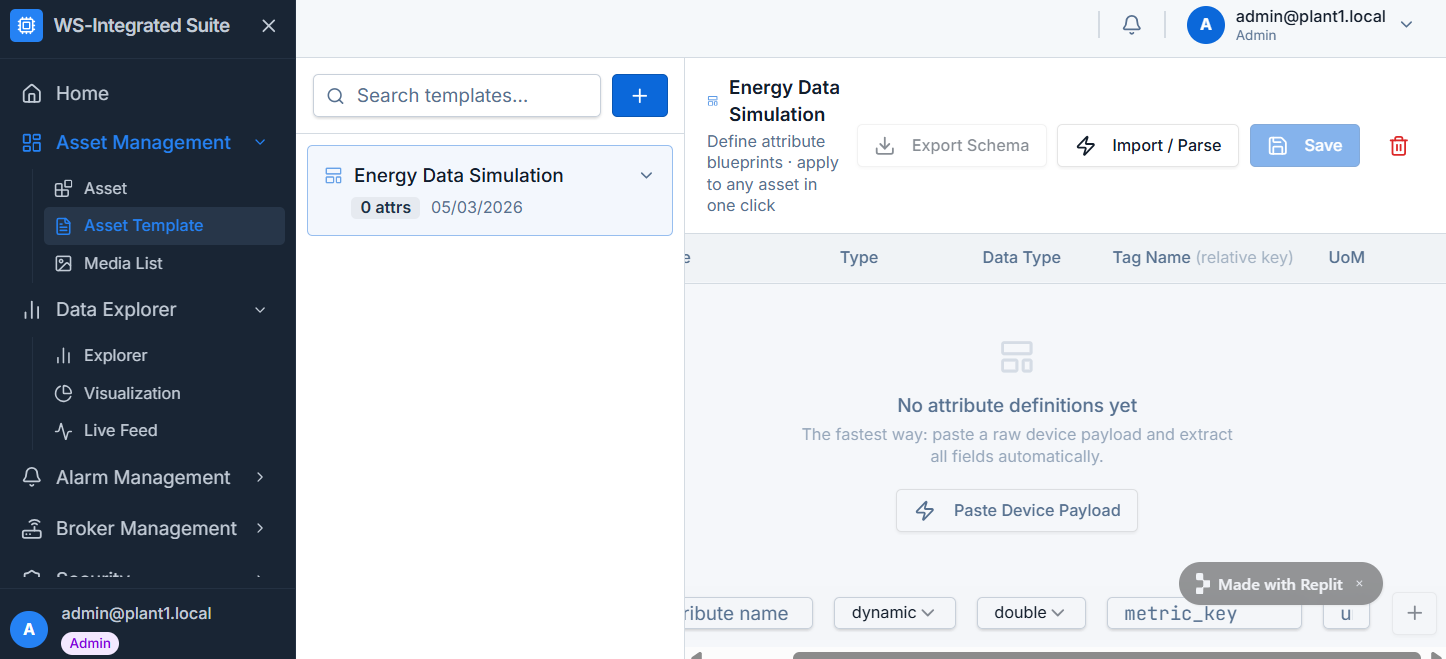 WS-Integrated Suite
admin@plant1.local
A
Admin
Home
Asset Management
Asset
Asset Template
Media List
Data Explorer
Explorer
Visualization
Live Feed
Alarm Management
Broker Management
Security
admin@plant1.local
A
Admin
Search templates...
Energy Data Simulation
0 attrs 05/03/2026
Energy Data
Simulation
Define attribute
blueprints · apply
to any asset in
one click
Export Schema
Import / Parse
Save
e Type Data Type Tag Name (relative key) UoM
No attribute definitions yet
The fastest way: paste a raw device payload and extract
all fields automatically.
Paste Device Payload
Made with Replit ×
ribute name dynamic double metric_key u